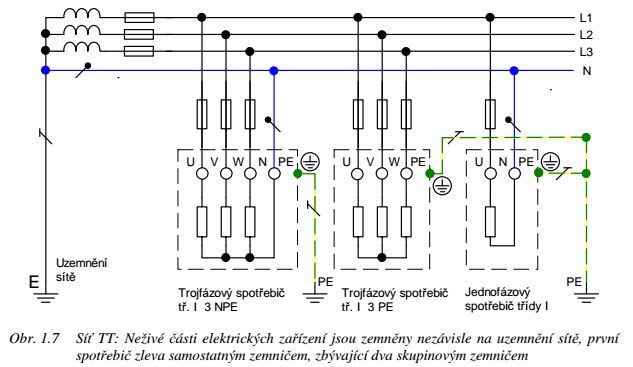 L1
L2
L3
N
U V W N PE
U V W PE
U N PE
E
Uzemnění
sítě
PE
PE
Trojfázový spotřebič
tř. I 3 NPE
Trojfázový spotřebič
tř. I 3 PE
Jednofázový
spotřebič třídy I
Obr. 1.7 Síť TT: Neživé části elektrických zařízení jsou zemněny nezávisle na uzemnění sítě, první
spotřebič zleva samostatným zemničem, zbývající dva skupinovým zemničem